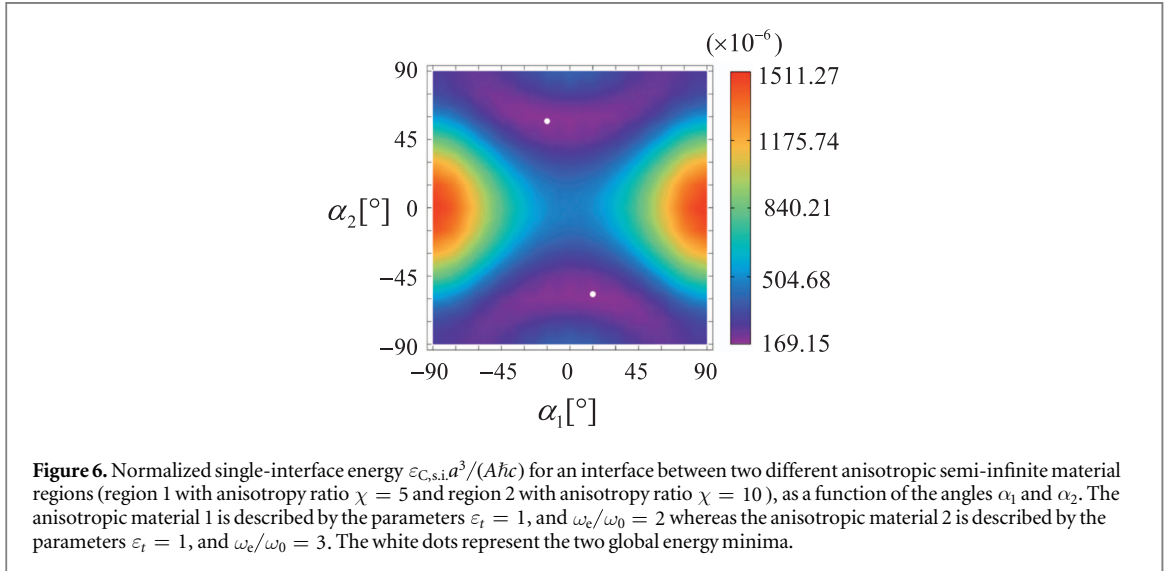 (×10⁻⁶)
90
45
α₂[°] 0
−45
−90
1511.27
1175.74
840.21
504.68
169.15
−90 −45 0 45 90
α₁[°]
Figure 6. Normalized single-interface energy ε_C,s.i.a³/(Aħc) for an interface between two different anisotropic semi-infinite material
regions (region 1 with anisotropy ratio χ = 5 and region 2 with anisotropy ratio χ = 10 ), as a function of the angles α₁ and α₂. The
anisotropic material 1 is described by the parameters ε_t = 1, and ω_e/ω₀ = 2 whereas the anisotropic material 2 is described by the
parameters ε_t = 1, and ω_e/ω₀ = 3. The white dots represent the two global energy minima.